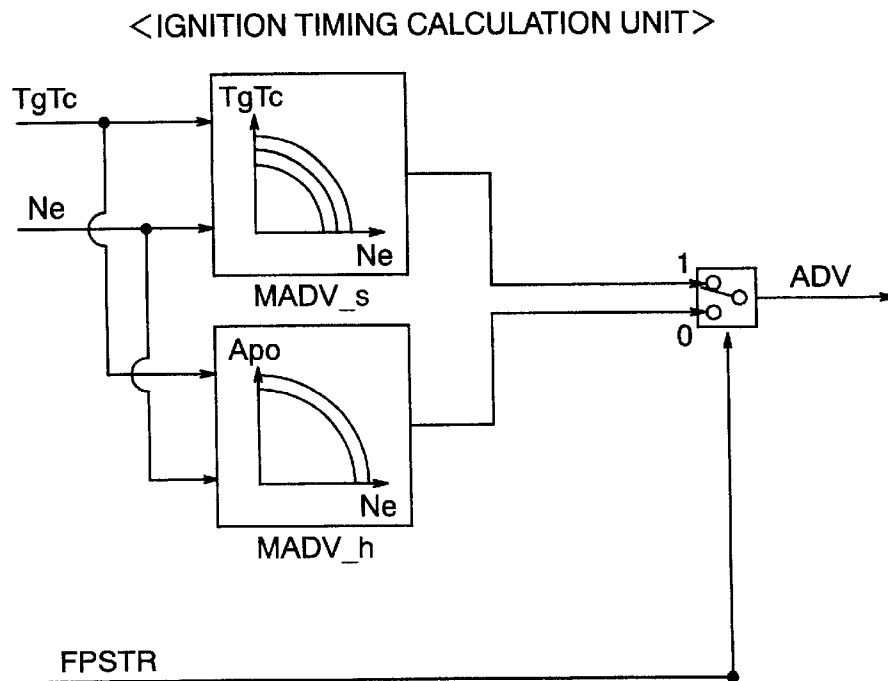 <IGNITION TIMING CALCULATION UNIT>
TgTc
TgTc
Ne
Ne
MADV_s
1
ADV
0
Apo
Ne
MADV_h
FPSTR